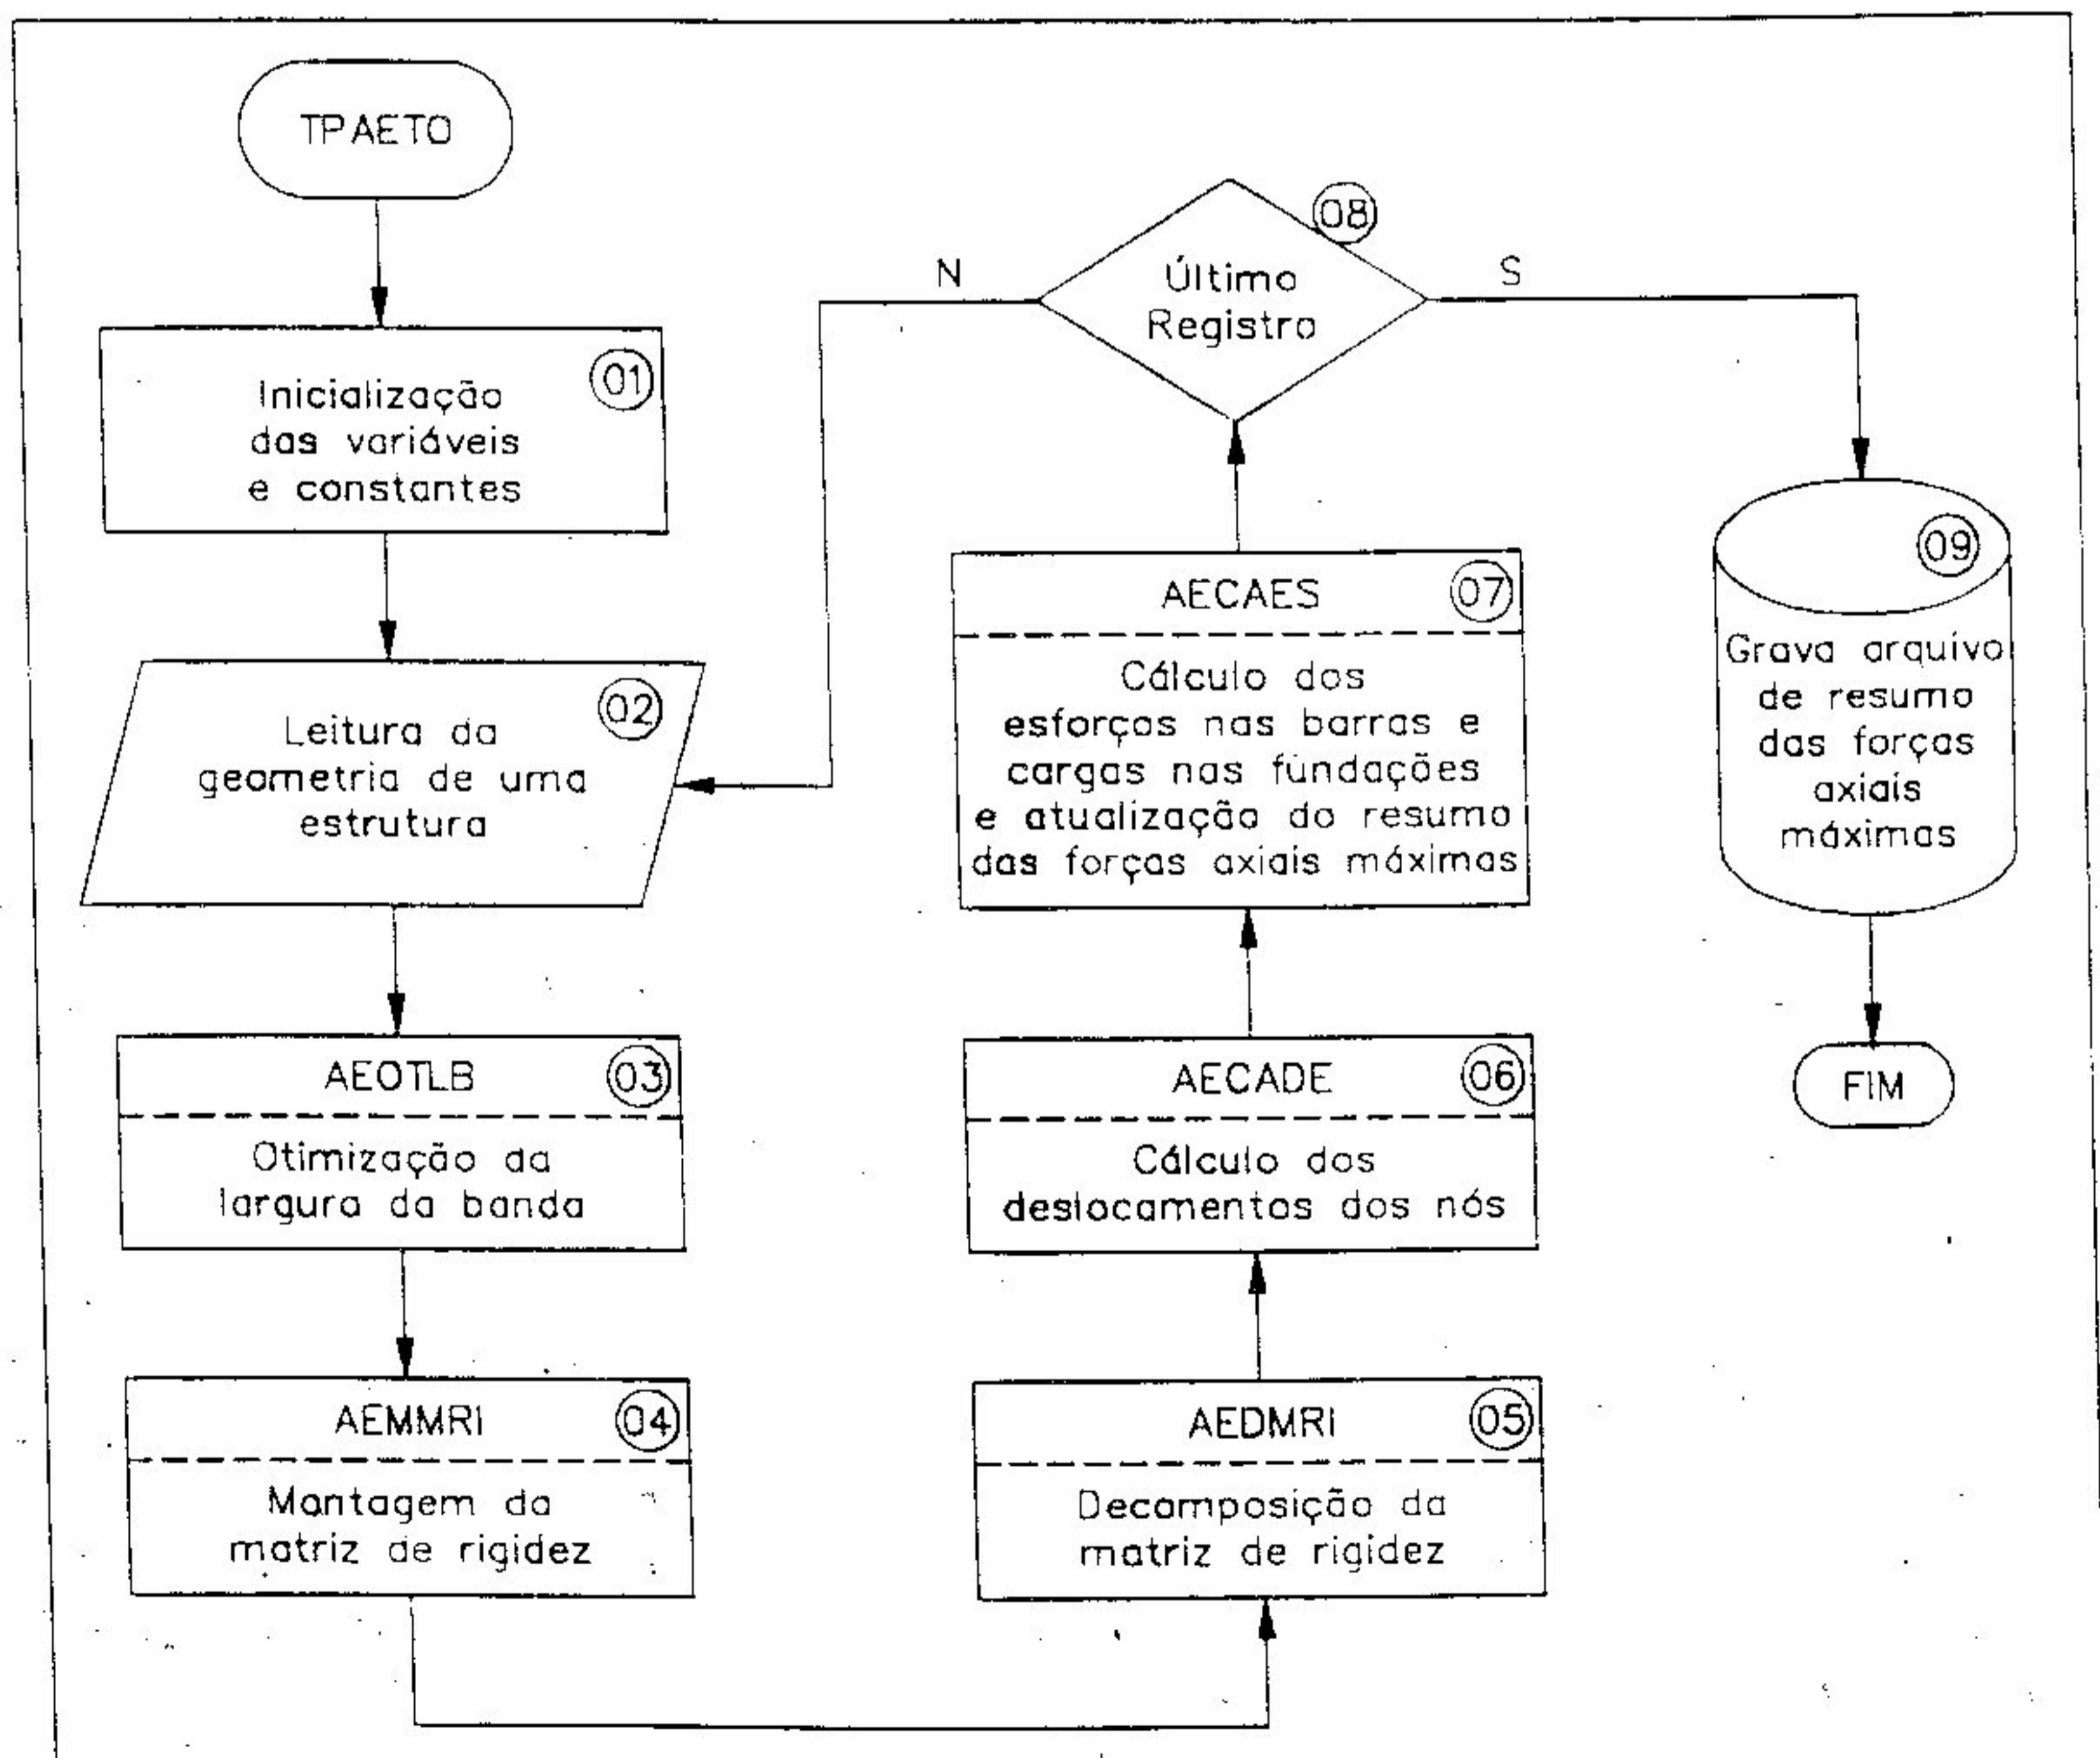 TPAETO
01
Inicialização
das variáveis
e constantes
02
Leitura da
geometria de uma
estrutura
AEOTLB
03
Otimização da
largura da banda
AEMMRI
04
Montagem da
matriz de rigidez
AEDMRI
05
Decomposição da
matriz de rigidez
AECADE
06
Cálculo dos
deslocamentos dos nós
AECAES
07
Cálculo dos
esforços nas barras e
cargas nas fundações
e atualização do resumo
das forças axiais máximas
08
Último
Registro
N
S
09
Grava arquivo
de resumo
das forças
axiais
máximas
FIM